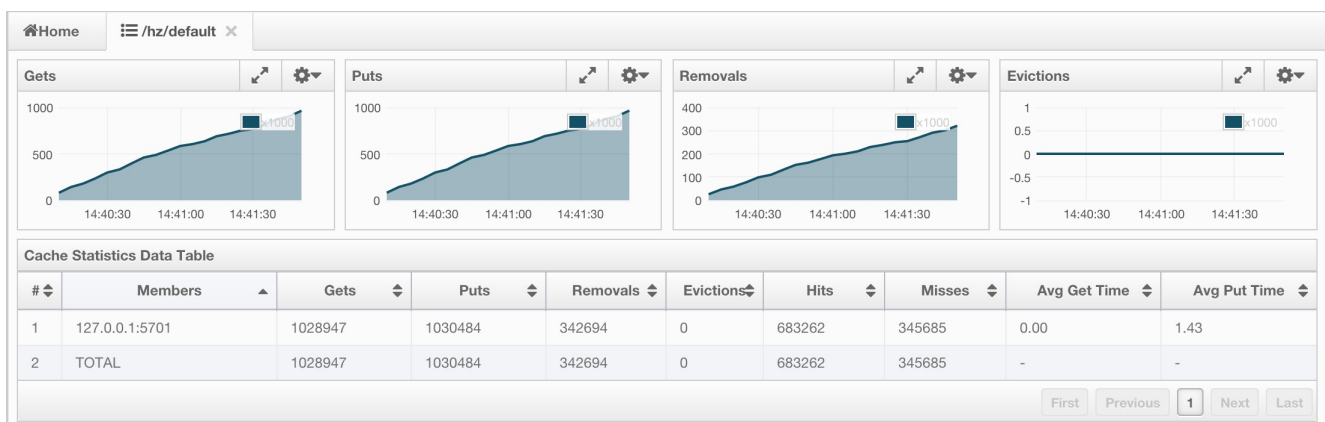 Home /hz/default
Gets Puts Removals Evictions
1000
500
0
x1000
14:40:30 14:41:00 14:41:30
1000
500
0
x1000
14:40:30 14:41:00 14:41:30
400
300
200
100
0
x1000
14:40:30 14:41:00 14:41:30
1
0.5
0
-0.5
-1
x1000
14:40:30 14:41:00 14:41:30
Cache Statistics Data Table
# Members Gets Puts Removals Evictions Hits Misses Avg Get Time Avg Put Time
1 127.0.0.1:5701 1028947 1030484 342694 0 683262 345685 0.00 1.43
2 TOTAL 1028947 1030484 342694 0 683262 345685 - -
First Previous 1 Next Last